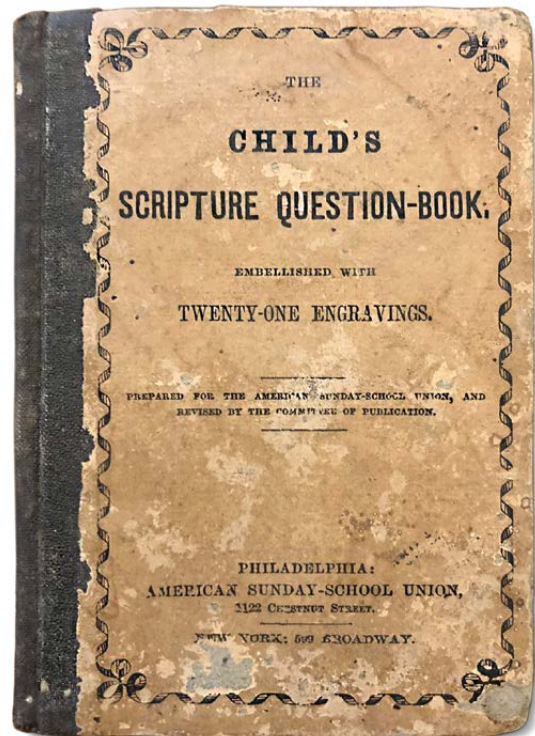 THE
CHILD'S
SCRIPTURE QUESTION-BOOK.
EMBELLISHED WITH
TWENTY-ONE ENGRAVINGS.
PREPARED FOR THE AMERICAN SUNDAY-SCHOOL UNION, AND
REVISED BY THE COMMITTEE OF PUBLICATION.
PHILADELPHIA:
AMERICAN SUNDAY-SCHOOL UNION,
1122 CHESTNUT STREET.
NEW YORK: 599 BROADWAY.